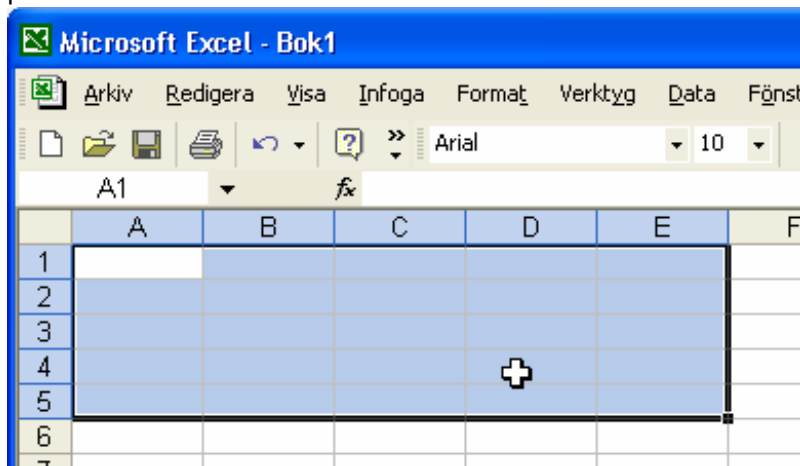 Microsoft Excel - Bok1
Arkiv Redigera Visa Infoga Format Verktyg Data Fönst
Arial 10
A1 fx
A B C D E F
1
2
3
4
5
6
7